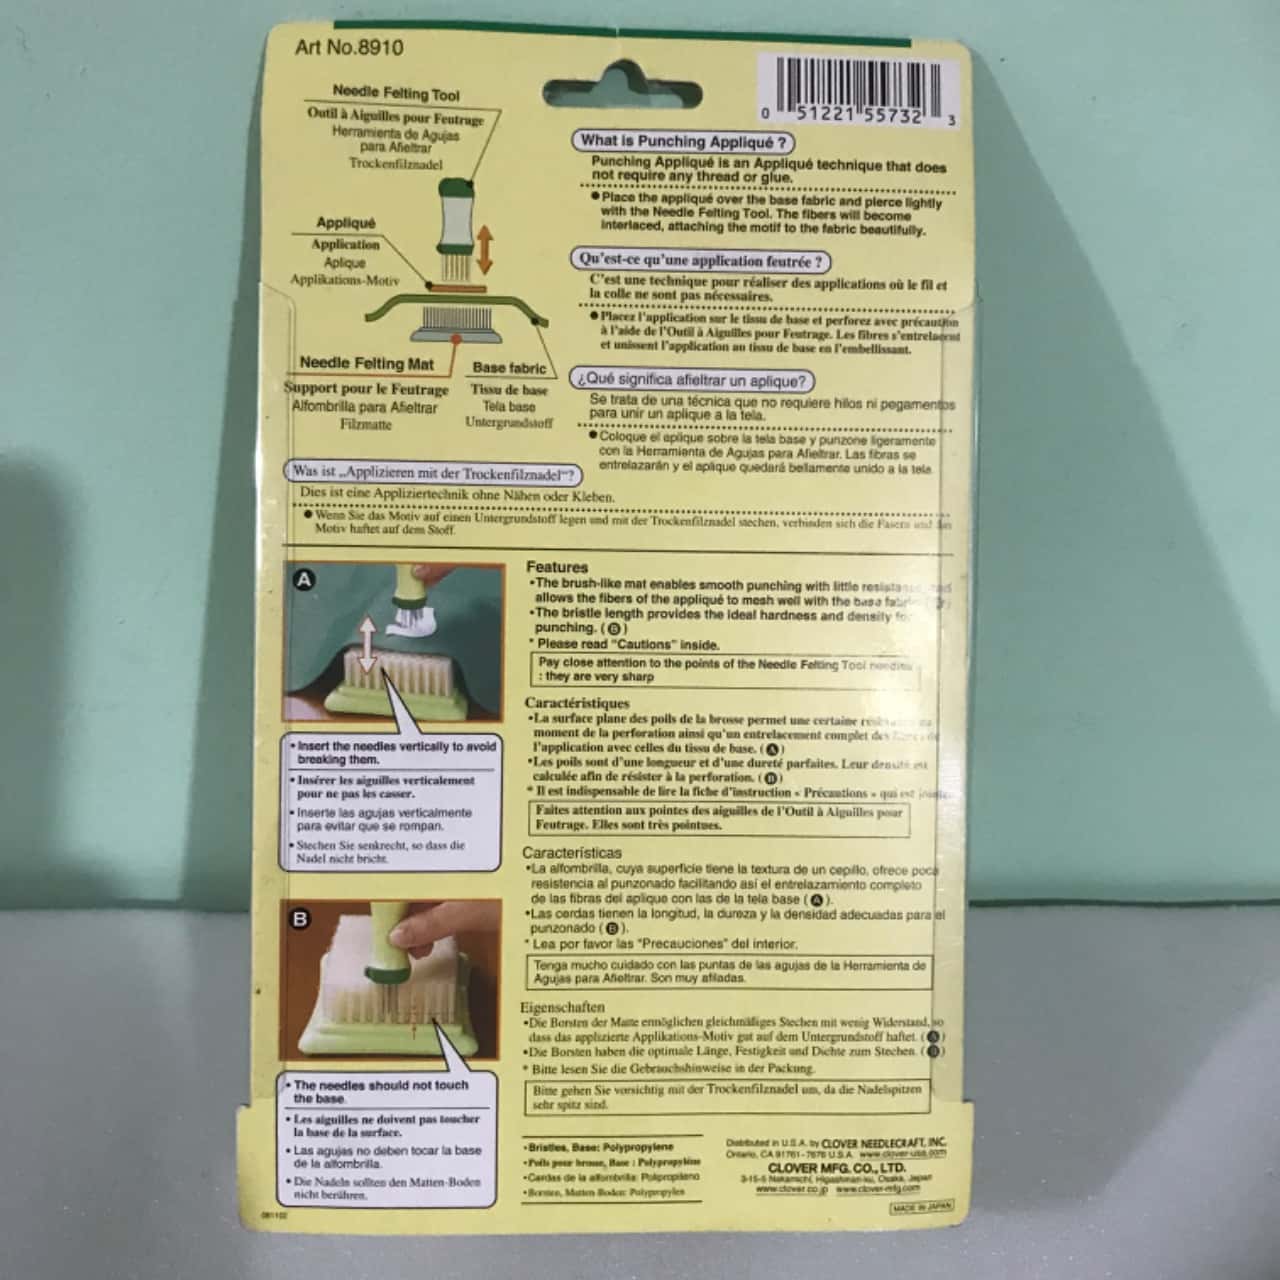 Art No.8910
0 51221 55732 3
Needle Felting Tool
Outil à Aiguilles pour Feutrage
Herramienta de Agujas
para Afieltrar
Trockenfilznadel
Appliqué
Application
Aplique
Applikations-Motiv
Needle Felting Mat
Support pour le Feutrage
Alfombrilla para Afieltrar
Filzmatte
Base fabric
Tissu de base
Tela base
Untergrundstoff
What is Punching Appliqué ?
Punching Appliqué is an Appliqué technique that does
not require any thread or glue.
● Place the appliqué over the base fabric and pierce lightly
with the Needle Felting Tool. The fibers will become
interlaced, attaching the motif to the fabric beautifully.
Qu'est-ce qu'une application feutrée ?
C'est une technique pour réaliser des applications où le fil et
la colle ne sont pas nécessaires.
● Placez l'application sur le tissu de base et perforez avec précaution
à l'aide de l'Outil à Aiguilles pour Feutrage. Les fibres s'entrelacent
et unissent l'application au tissu de base en l'embellissant.
¿Qué significa afieltrar un aplique?
Se trata de una técnica que no requiere hilos ni pegamentos
para unir un aplique a la tela.
● Coloque el aplique sobre la tela base y punzone ligeramente
con la Herramienta de Agujas para Afieltrar. Las fibras se
entrelazarán y el aplique quedará bellamente unido a la tela.
Was ist „Applizieren mit der Trockenfilznadel"?
Dies ist eine Appliziertechnik ohne Nähen oder Kleben.
● Wenn Sie das Motiv auf einen Untergrundstoff legen und mit der Trockenfilznadel stechen, verbinden sich die Fasern und das
Motiv haftet auf dem Stoff.
A
• Insert the needles vertically to avoid
breaking them.
• Insérer les aiguilles verticalement
pour ne pas les casser.
• Inserte las agujas verticalmente
para evitar que se rompan.
• Stechen Sie senkrecht, so dass die
Nadel nicht bricht.
B
• The needles should not touch
the base.
• Les aiguilles ne doivent pas toucher
la base de la surface.
• Las agujas no deben tocar la base
de la alfombrilla.
• Die Nadeln sollten den Matten-Boden
nicht berühren.
Features
•The brush-like mat enables smooth punching with little resistance and
allows the fibers of the appliqué to mesh well with the base fabric.
•The bristle length provides the ideal hardness and density for
punching. (B)
* Please read "Cautions" inside.
Pay close attention to the points of the Needle Felting Tool needles
: they are very sharp
Caractéristiques
•La surface plane des poils de la brosse permet une certaine résistance au
moment de la perforation ainsi qu'un entrelacement complet des fibres de
l'application avec celles du tissu de base. (A)
•Les poils sont d'une longueur et d'une dureté parfaites. Leur densité est
calculée afin de résister à la perforation. (B)
* Il est indispensable de lire la fiche d'instruction « Précautions » qui est jointe.
Faites attention aux pointes des aiguilles de l'Outil à Aiguilles pour
Feutrage. Elles sont très pointues.
Características
•La alfombrilla, cuya superficie tiene la textura de un cepillo, ofrece poca
resistencia al punzonado facilitando así el entrelazamiento completo
de las fibras del aplique con las de la tela base (A).
•Las cerdas tienen la longitud, la dureza y la densidad adecuadas para el
punzonado (B).
* Lea por favor las "Precauciones" del interior.
Tenga mucho cuidado con las puntas de las agujas de la Herramienta de
Agujas para Afieltrar. Son muy afiladas.
Eigenschaften
•Die Borsten der Matte ermöglichen gleichmäßiges Stechen mit wenig Widerstand, so
dass das applizierte Applikations-Motiv gut auf dem Untergrundstoff haftet. (A)
•Die Borsten haben die optimale Länge, Festigkeit und Dichte zum Stechen. (B)
* Bitte lesen Sie die Gebrauchshinweise in der Packung.
Bitte gehen Sie vorsichtig mit der Trockenfilznadel um, da die Nadelspitzen
sehr spitz sind.
•Bristles, Base: Polypropylene
•Poils pour brosse, Base : Polypropylène
•Cerdas de la alfombrilla: Polipropileno
•Borsten, Matten-Boden: Polypropylen
Distributed in U.S.A. by CLOVER NEEDLECRAFT, INC.
Ontario, CA 91761-7676 U.S.A. www.clover-usa.com
CLOVER MFG. CO., LTD.
3-15-5 Nakamichi, Higashinari-ku, Osaka, Japan
www.clover.co.jp www.clover-mfg.com
MADE IN JAPAN
081102